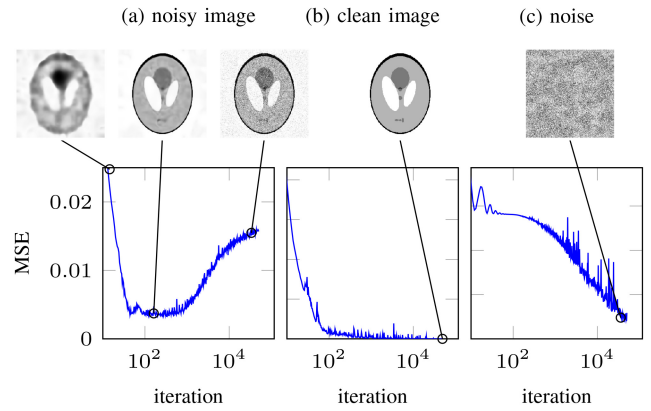 (a) noisy image
(b) clean image
(c) noise
MSE
0.02
0.01
0
10^2
10^4
10^2
10^4
10^2
10^4
iteration
iteration
iteration